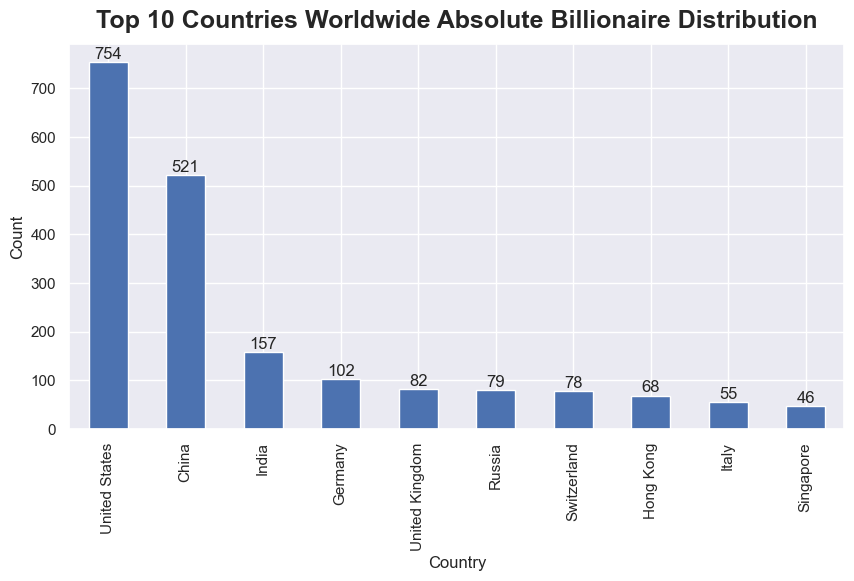 Top 10 Countries Worldwide Absolute Billionaire Distribution
754
521
157
102
82
79
78
68
55
46
700
600
500
400
300
200
100
0
Count
United States
China
India
Germany
United Kingdom
Russia
Switzerland
Hong Kong
Italy
Singapore
Country